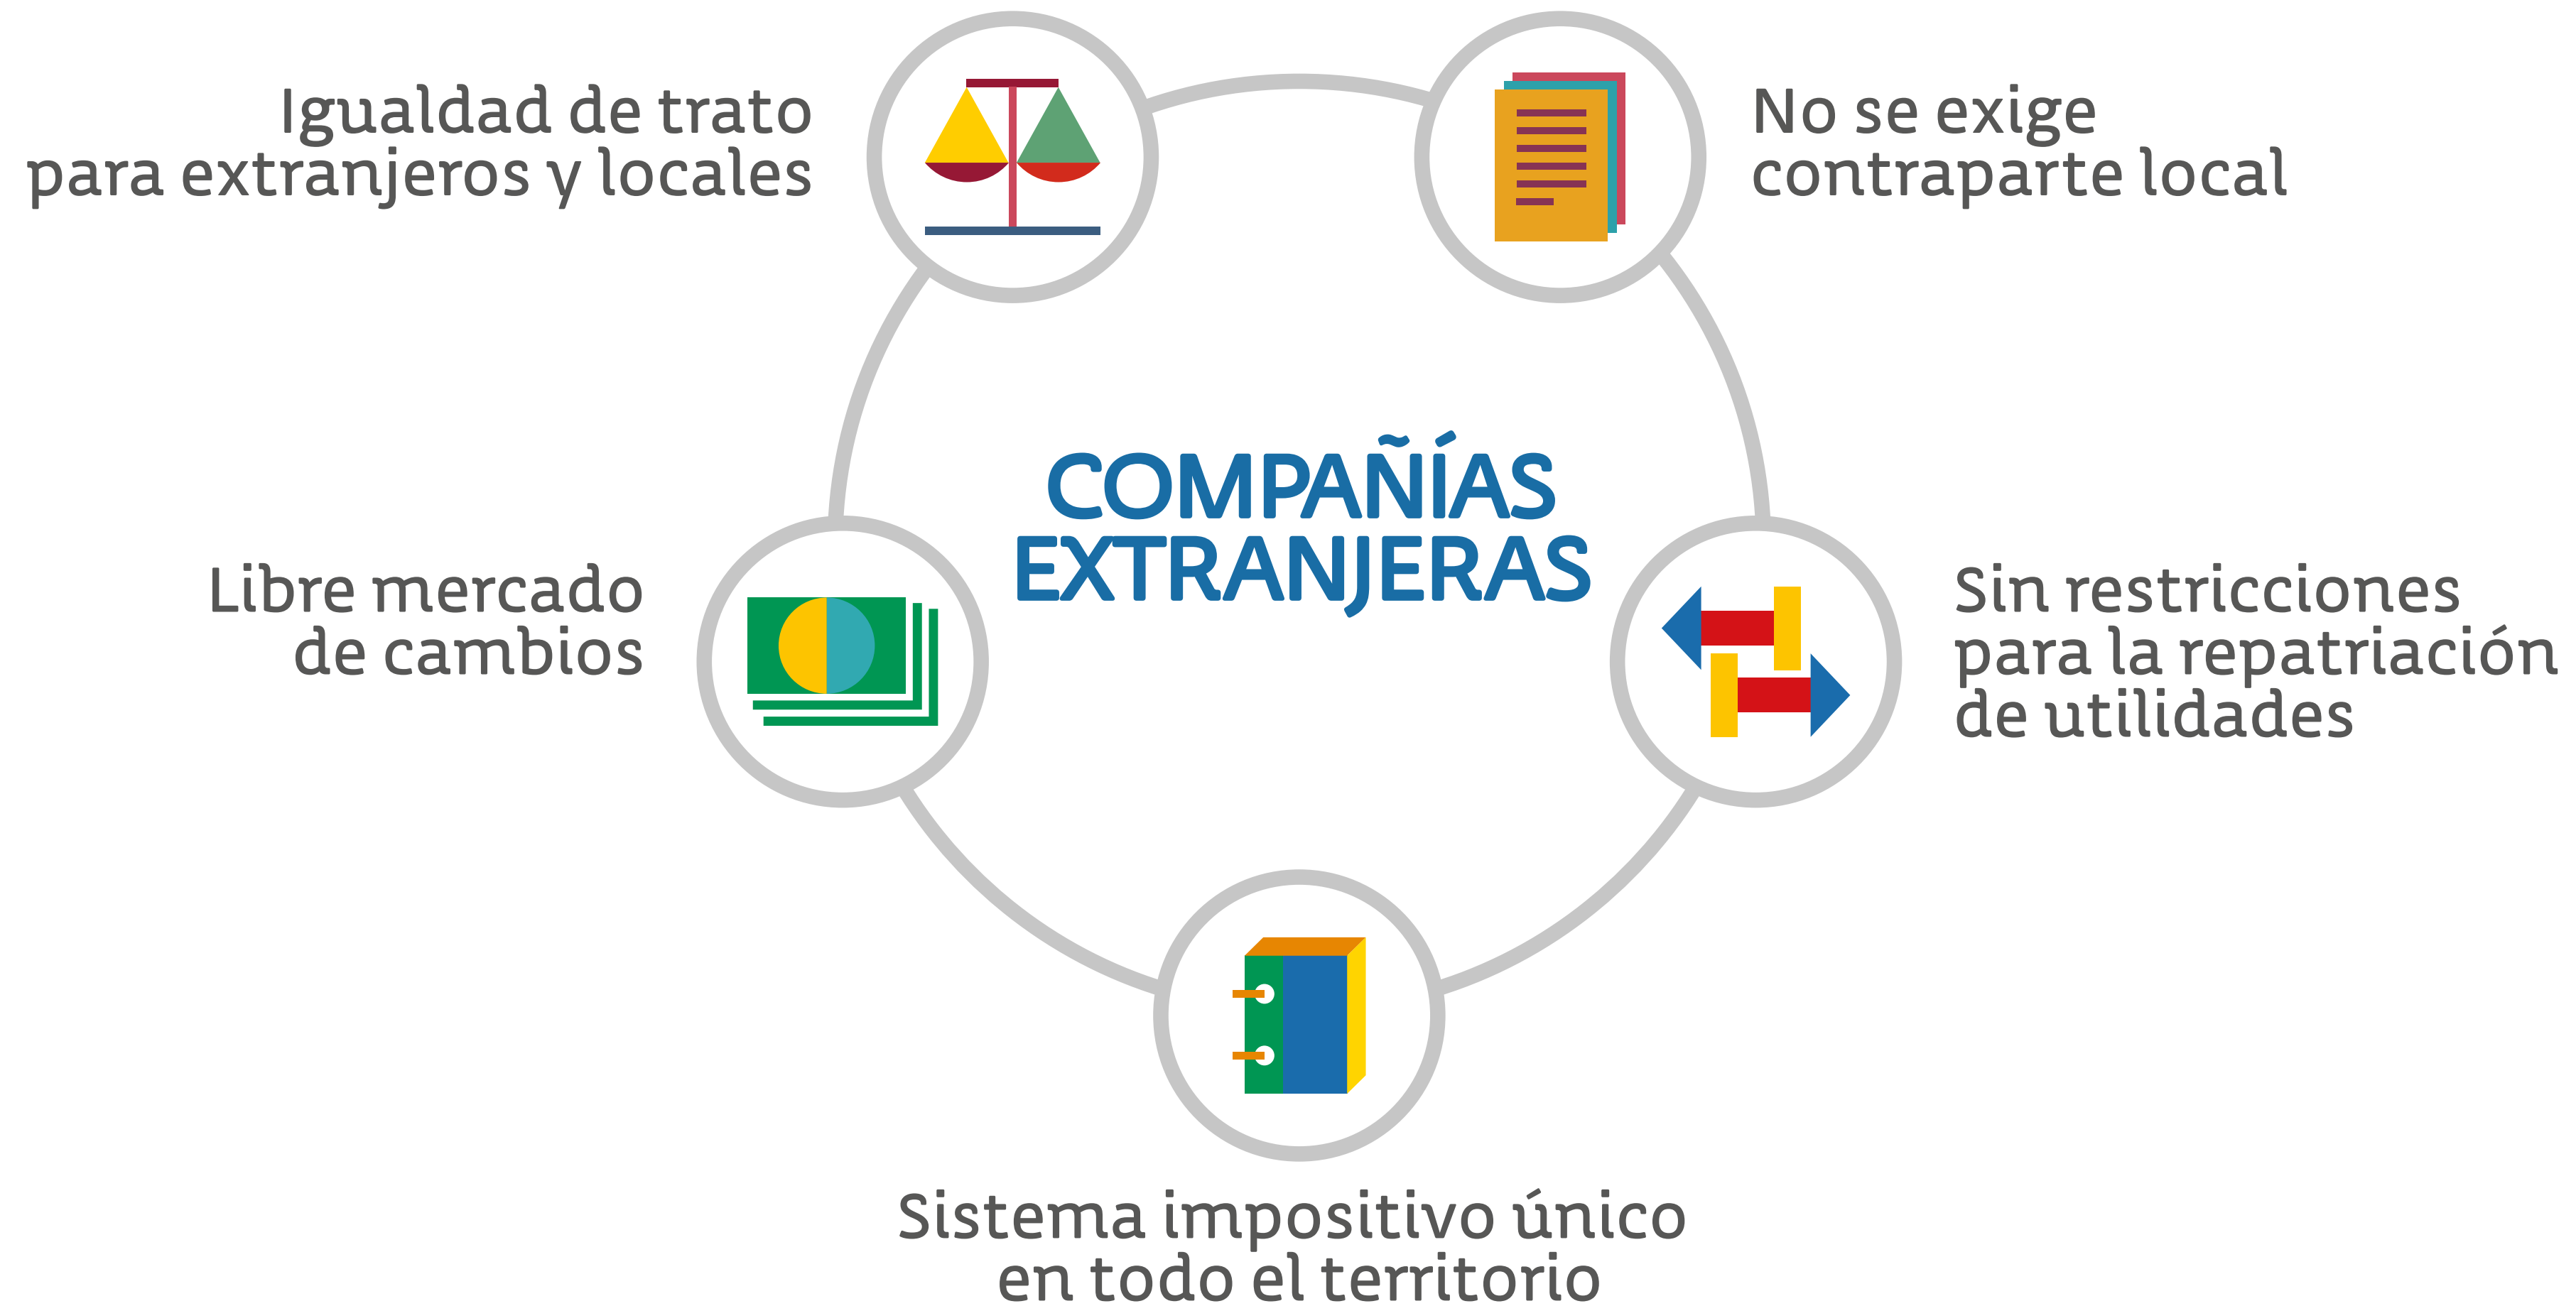 Igualdad de trato
para extranjeros y locales
No se exige
contraparte local
COMPAÑÍAS
EXTRANJERAS
Libre mercado
de cambios
Sin restricciones
para la repatriación
de utilidades
Sistema impositivo único
en todo el territorio